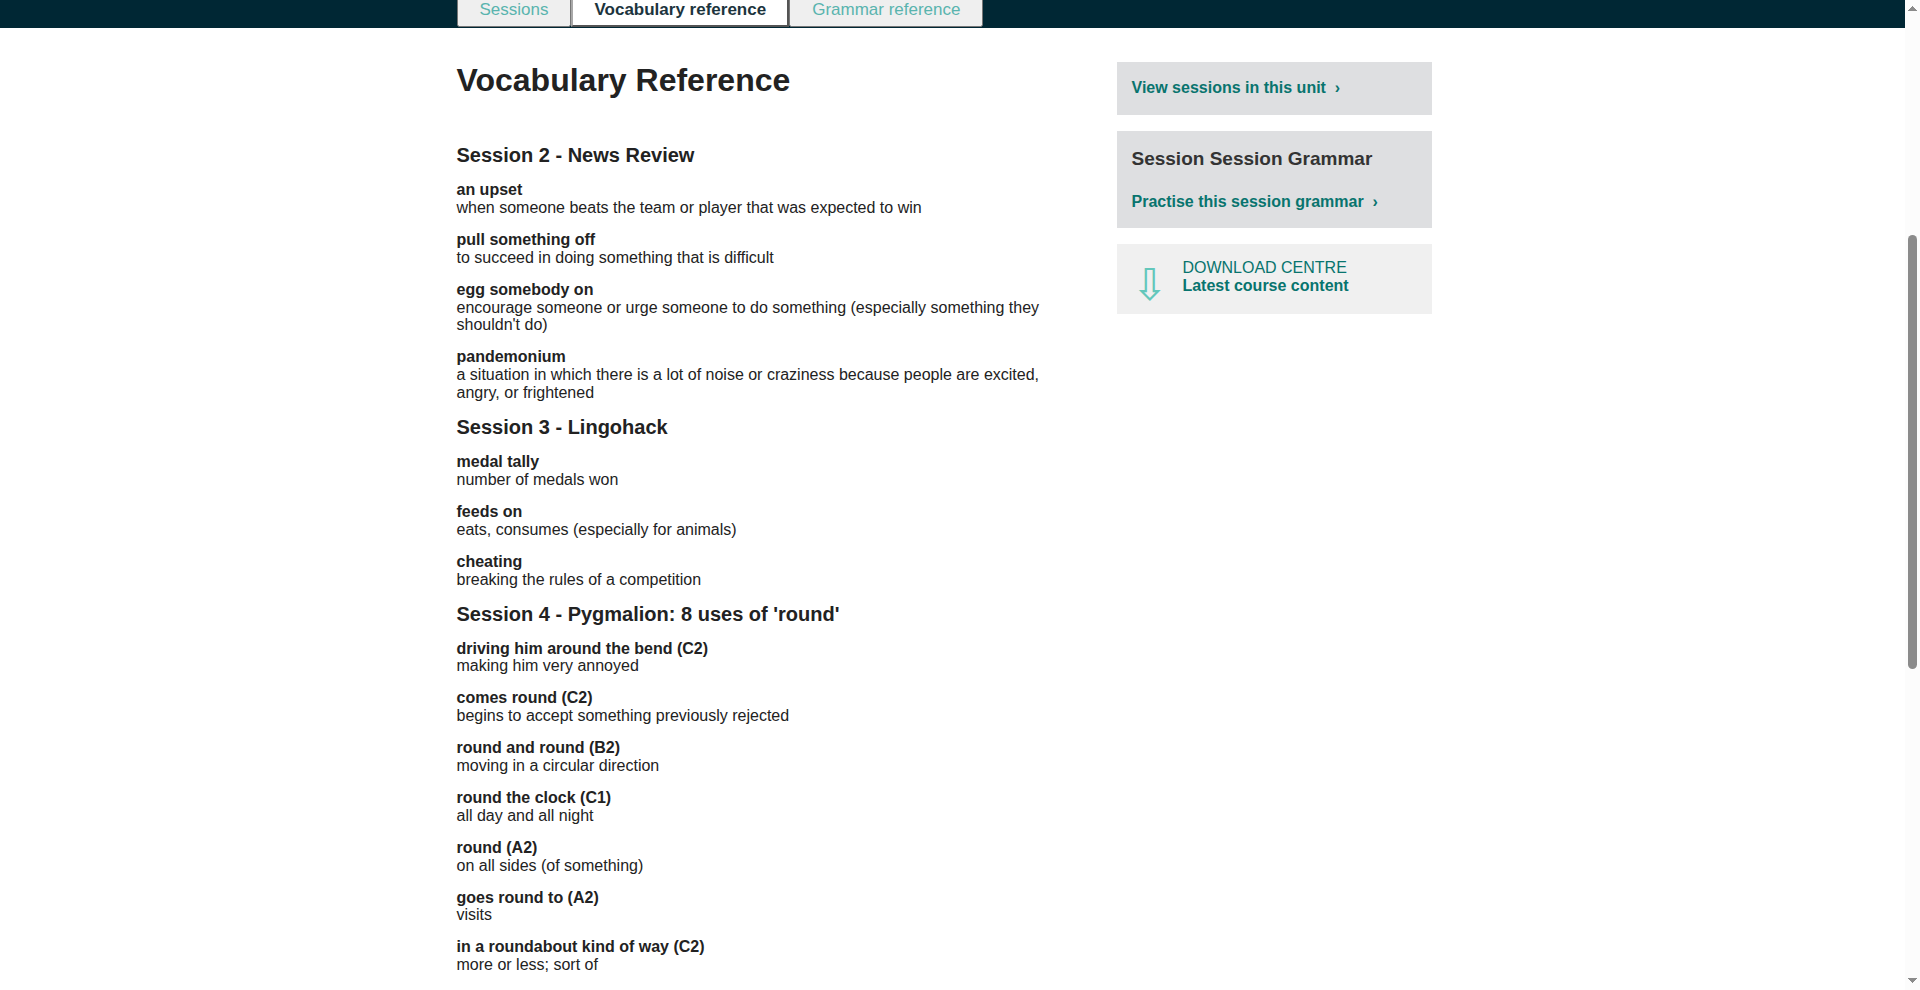 Sessions
Vocabulary reference
Grammar reference
Vocabulary Reference
Session 2 - News Review
an upset
when someone beats the team or player that was expected to win
pull something off
to succeed in doing something that is difficult
egg somebody on
encourage someone or urge someone to do something (especially something they
shouldn't do)
pandemonium
a situation in which there is a lot of noise or craziness because people are excited,
angry, or frightened
Session 3 - Lingohack
medal tally
number of medals won
feeds on
eats, consumes (especially for animals)
cheating
breaking the rules of a competition
Session 4 - Pygmalion: 8 uses of 'round'
driving him around the bend (C2)
making him very annoyed
comes round (C2)
begins to accept something previously rejected
round and round (B2)
moving in a circular direction
round the clock (C1)
all day and all night
round (A2)
on all sides (of something)
goes round to (A2)
visits
in a roundabout kind of way (C2)
more or less; sort of
View sessions in this unit ›
Session Session Grammar
Practise this session grammar ›
DOWNLOAD CENTRE
Latest course content